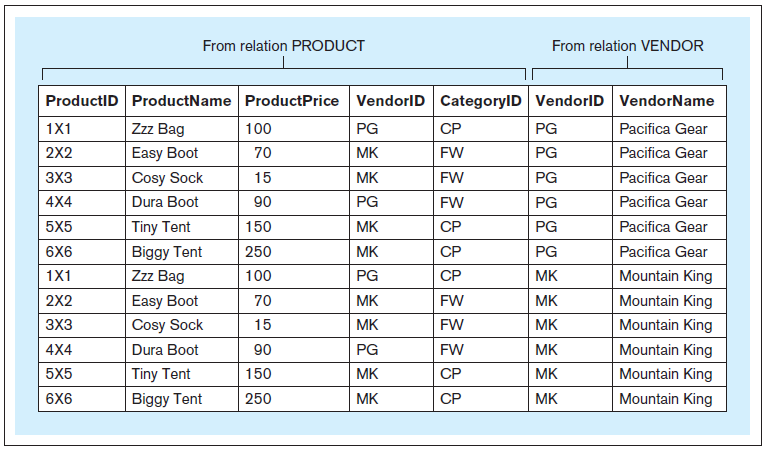 From relation PRODUCT From relation VENDOR
ProductID ProductName ProductPrice VendorID CategoryID VendorID VendorName
1X1 Zzz Bag 100 PG CP PG Pacifica Gear
2X2 Easy Boot 70 MK FW PG Pacifica Gear
3X3 Cosy Sock 15 MK FW PG Pacifica Gear
4X4 Dura Boot 90 PG FW PG Pacifica Gear
5X5 Tiny Tent 150 MK CP PG Pacifica Gear
6X6 Biggy Tent 250 MK CP PG Pacifica Gear
1X1 Zzz Bag 100 PG CP MK Mountain King
2X2 Easy Boot 70 MK FW MK Mountain King
3X3 Cosy Sock 15 MK FW MK Mountain King
4X4 Dura Boot 90 PG FW MK Mountain King
5X5 Tiny Tent 150 MK CP MK Mountain King
6X6 Biggy Tent 250 MK CP MK Mountain King